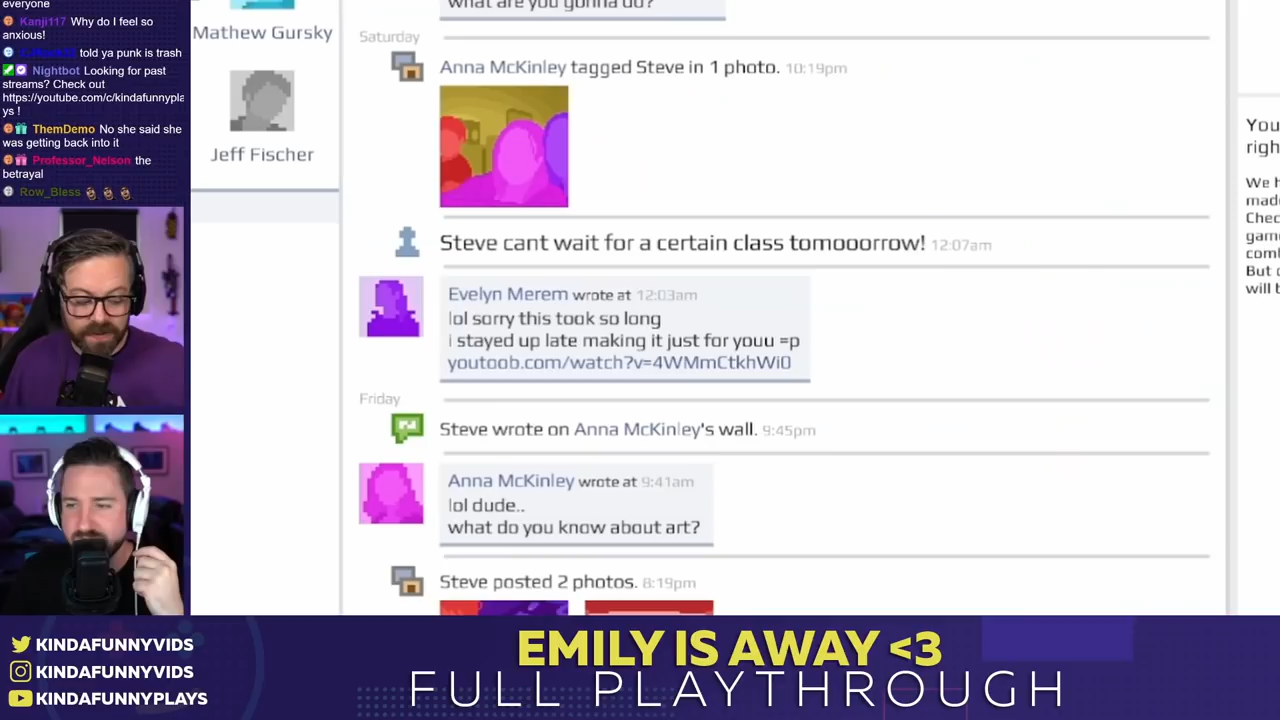 everyone
Kanji117 Why do I feel so
anxious!
told ya punk is trash
Nightbot Looking for past
streams? Check out
https://youtube.com/c/kindafunnypla
ys !
ThemDemo No she said she
was getting back into it
Professor_Nelson the
betrayal
Row_Bless
Mathew Gursky
Jeff Fischer
what are you gonna do?
Saturday
Anna McKinley tagged Steve in 1 photo. 10:19pm
Steve cant wait for a certain class tomooorrow! 12:07am
Evelyn Merem wrote at 12:03am
lol sorry this took so long
i stayed up late making it just for youu =p
youtoob.com/watch?v=4WMmCtkhWi0
Friday
Steve wrote on Anna McKinley's wall. 9:45pm
Anna McKinley wrote at 9:41am
lol dude..
what do you know about art?
Steve posted 2 photos. 8:19pm
You
righ
We h
made
Chec
game
comb
But o
will b
KINDAFUNNYVIDS
KINDAFUNNYVIDS
KINDAFUNNYPLAYS
EMILY IS AWAY <3
FULL PLAYTHROUGH